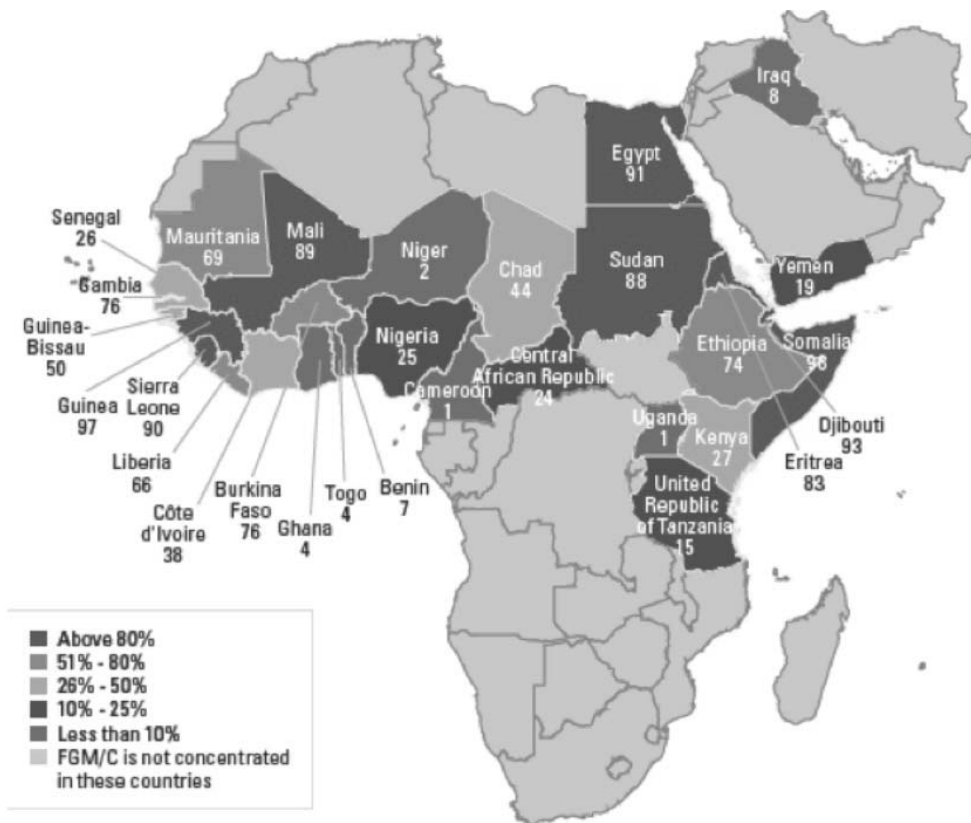 Iraq
8
Egypt
91
Senegal
26
Mauritania
69
Mali
89
Niger
2
Chad
44
Sudan
88
Yemen
19
Gambia
76
Guinea-
Bissau
50
Nigeria
25
Ethiopia
74
Somalia
98
Central
African Republic
24
Cameroon
1
Sierra
Leone
90
Guinea
97
Uganda
1
Kenya
27
Djibouti
93
Eritrea
83
Liberia
66
Burkina
Faso
76
Togo
4
Benin
7
Ghana
4
Côte
d'Ivoire
38
United
Republic
of Tanzania
15
Above 80%
51% - 80%
26% - 50%
10% - 25%
Less than 10%
FGM/C is not concentrated
in these countries